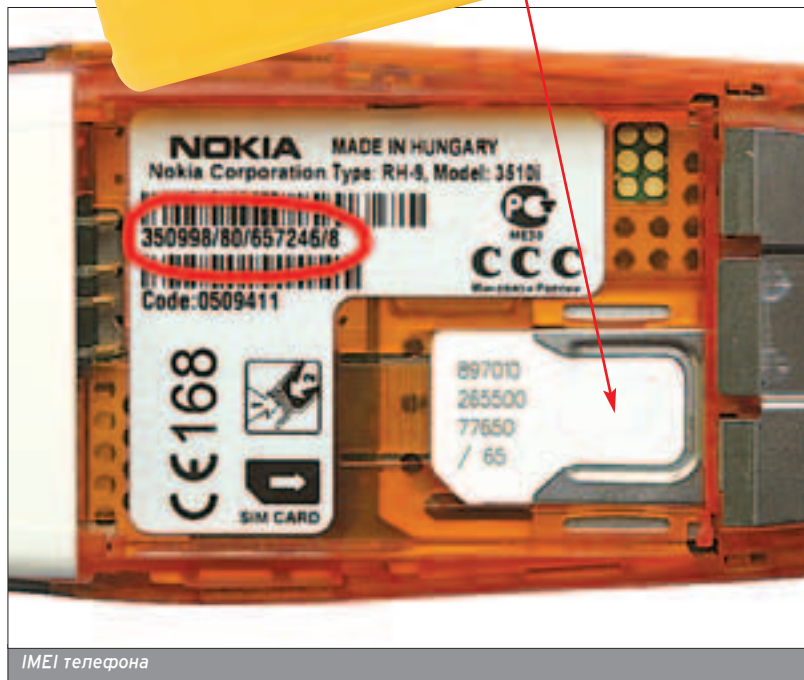 NOKIA MADE IN HUNGARY
Nokia Corporation Type: RH-9, Model: 3510i
350998/80/657246/8
ME30
CCC
Code:0509411
CE168
SIM CARD
897010
265500
77650
/ 65
IMEI телефона